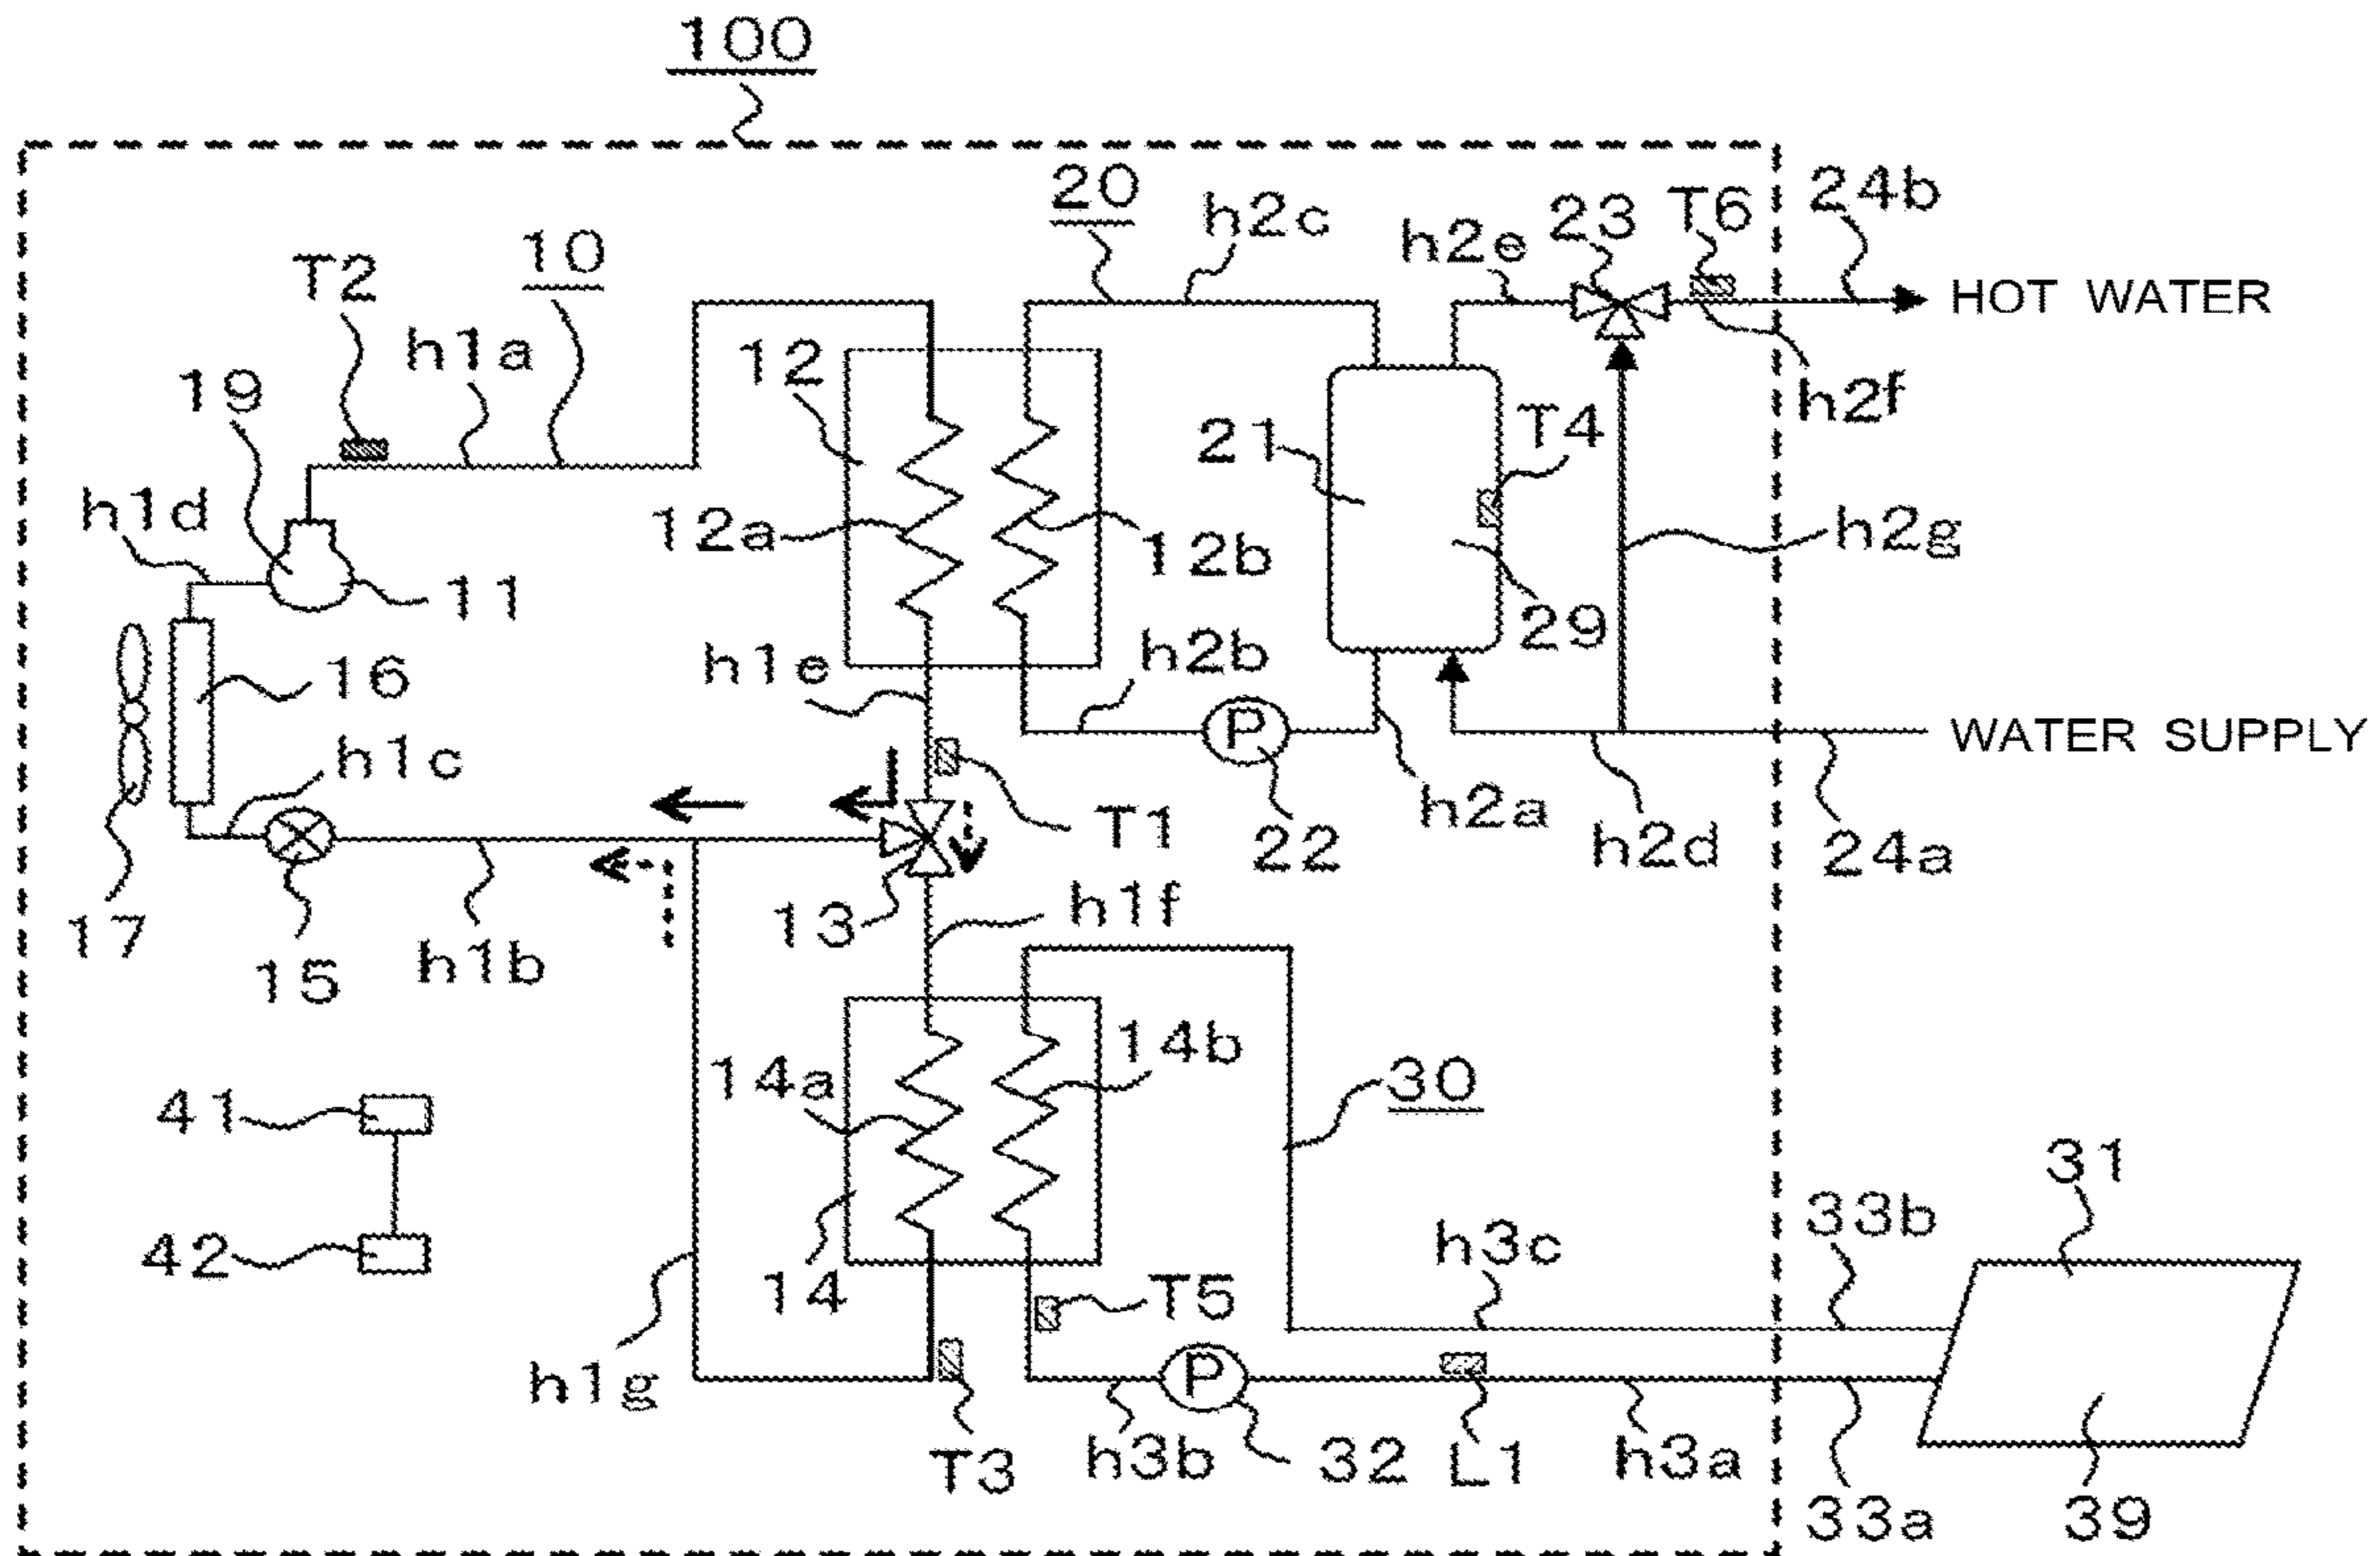 100
20
h2c
h2e
23
T6
24b
T2
10
HOT WATER
h1a
12
h2f
19
21
T4
h1d
12a
12b
h2g
11
29
16
h1e
h2b
P
WATER SUPPLY
h1c
T1
22
h2a
h2d
24a
17
15
h1b
13
h1f
14a
14b
30
41
31
42
14
T5
h3c
33b
h1g
P
T3
h3b
32
L1
h3a
33a
39